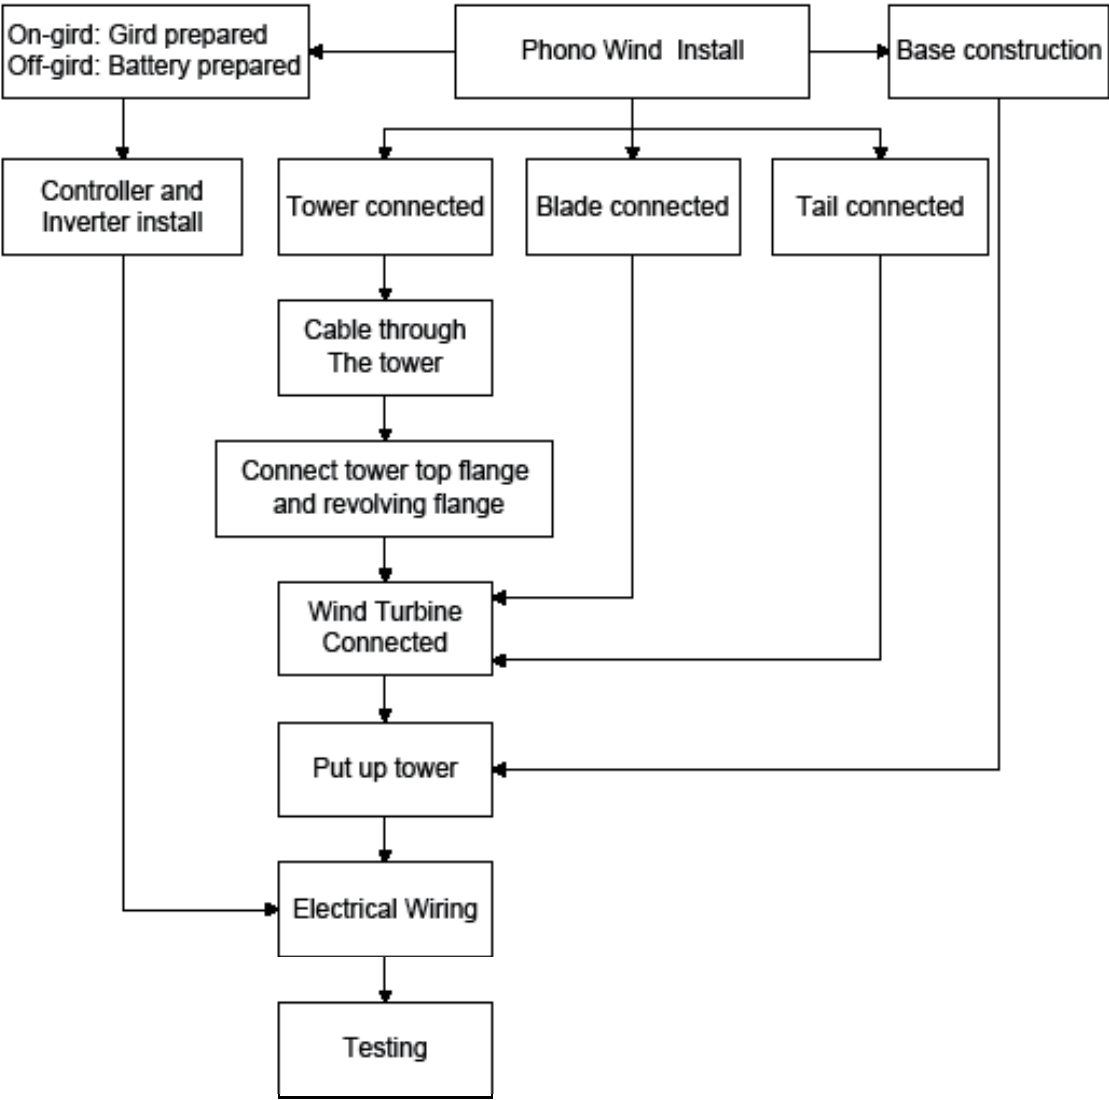 On-gird: Gird prepared
Off-gird: Battery prepared
Phono Wind  Install
Base construction
Controller and
Inverter install
Tower connected
Blade connected
Tail connected
Cable through
The tower
Connect tower top flange
and revolving flange
Wind Turbine
Connected
Put up tower
Electrical Wiring
Testing